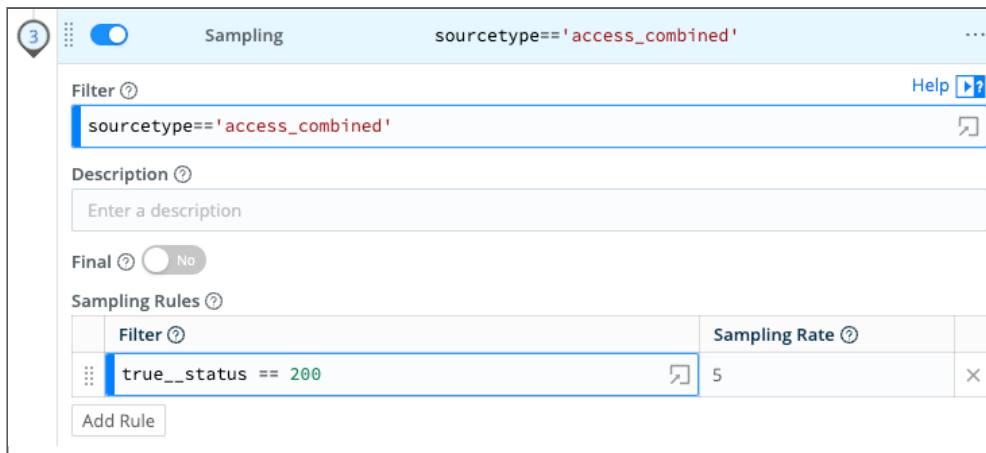 3 Sampling sourcetype=='access_combined' ...
Filter ? Help ?
sourcetype=='access_combined'
Description ?
Enter a description
Final ? No
Sampling Rules ?
Filter ? Sampling Rate ?
true__status == 200 5
Add Rule